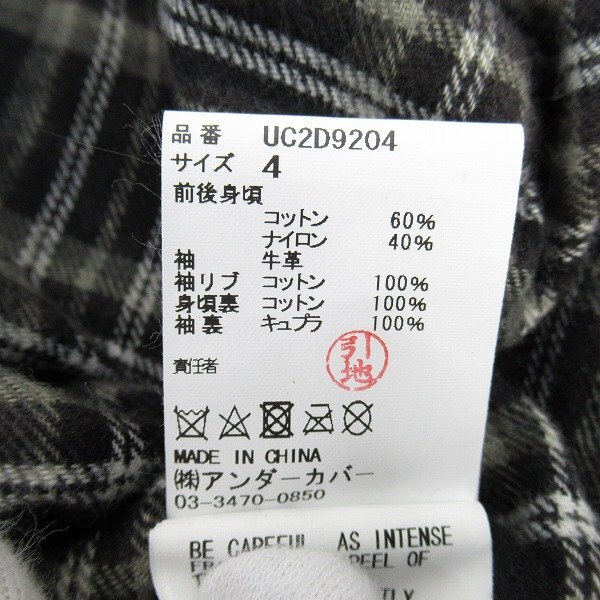 品番 UC2D9204
サイズ 4
前後身頃
コットン 60%
ナイロン 40%
袖 牛革
袖リブ コットン 100%
身頃裏 コットン 100%
袖裏 キュプラ 100%
責任者 引地
MADE IN CHINA
㈱アンダーカバー
03-3470-0850
BE CAREFUL AS INTENSE
PEEL OF